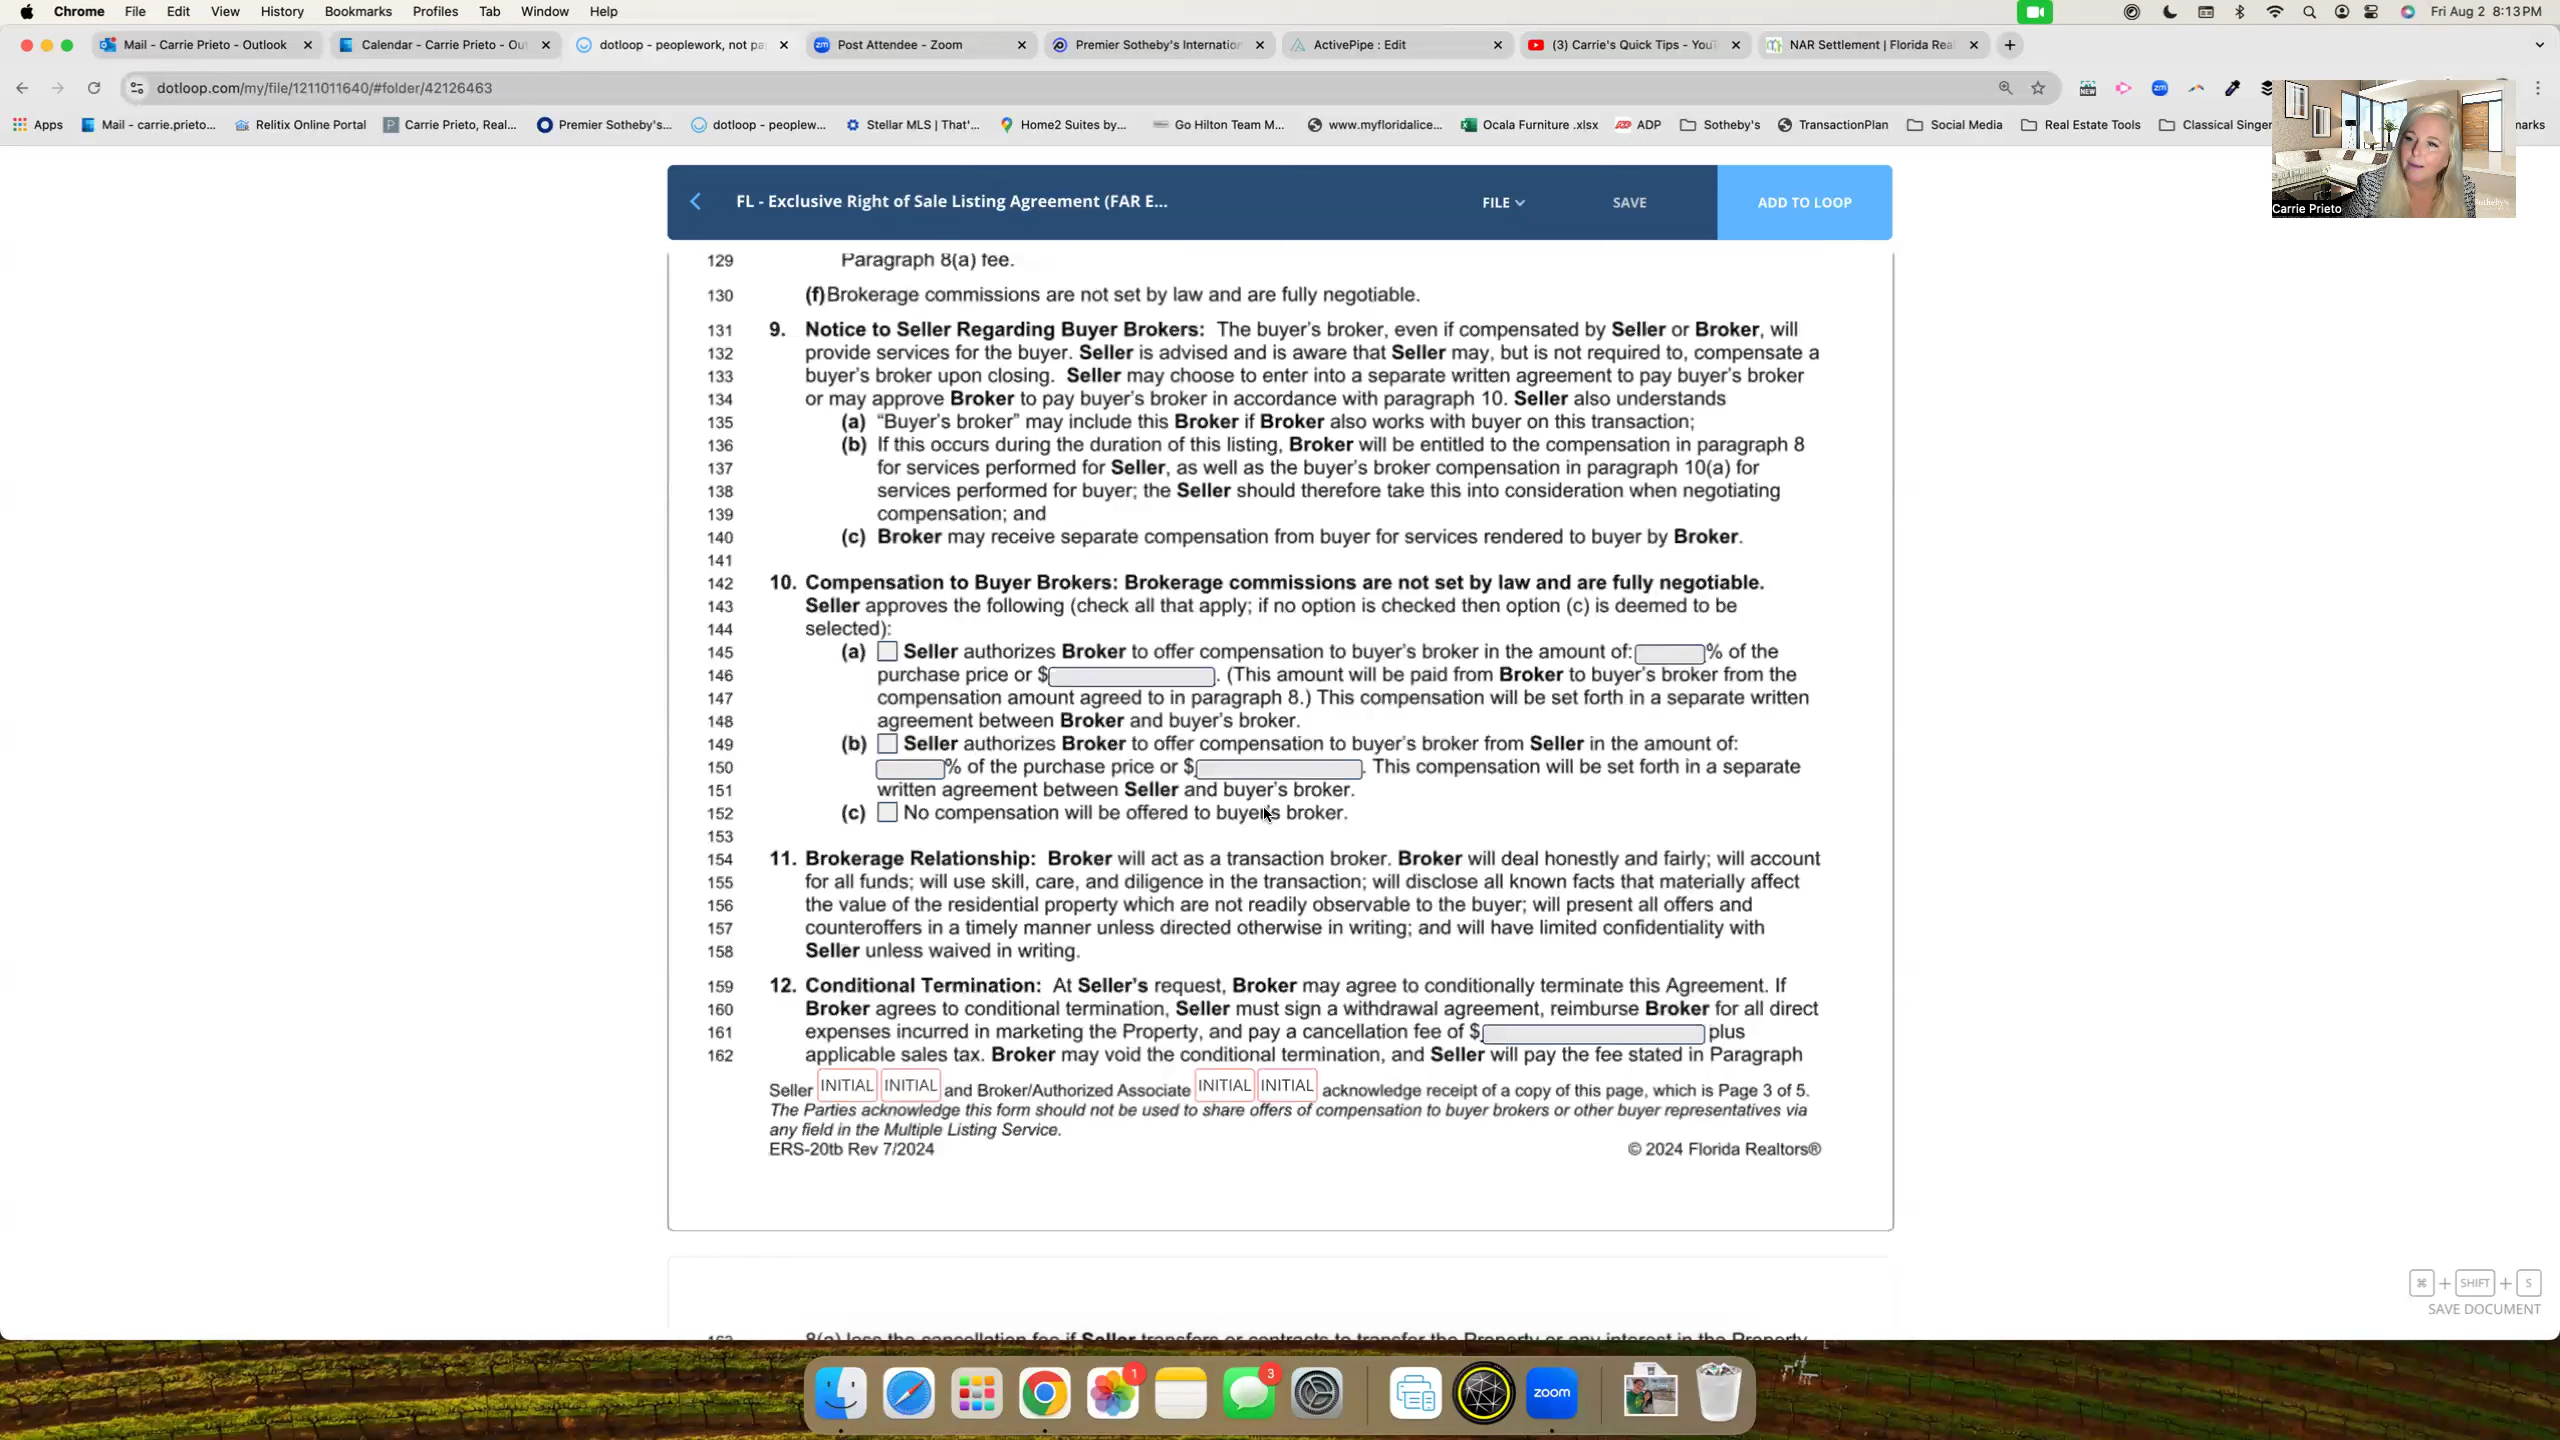 Chrome File Edit View History Bookmarks Profiles Tab Window Help Fri Aug 2 8:13 PM
Mail - Carrie Prieto - Outlook Calendar - Carrie Prieto - Ou dotloop - peoplework, not pa Post Attendee - Zoom Premier Sotheby's Internation ActivePipe : Edit (3) Carrie's Quick Tips - You NAR Settlement | Florida Rea
dotloop.com/my/file/1211011640/#folder/42126463
Apps Mail - carrie.prieto... Relitix Online Portal Carrie Prieto, Real... Premier Sotheby's... dotloop - peoplew... Stellar MLS | That'... Home2 Suites by... Go Hilton Team M... www.myfloridalice... Ocala Furniture .xlsx ADP Sotheby's TransactionPlan Social Media Real Estate Tools Classical Singer
Carrie Prieto
FL - Exclusive Right of Sale Listing Agreement (FAR E... FILE SAVE ADD TO LOOP
129 Paragraph 8(a) fee.
130 (f)Brokerage commissions are not set by law and are fully negotiable.
131 9. Notice to Seller Regarding Buyer Brokers: The buyer's broker, even if compensated by Seller or Broker, will
132 provide services for the buyer. Seller is advised and is aware that Seller may, but is not required to, compensate a
133 buyer's broker upon closing. Seller may choose to enter into a separate written agreement to pay buyer's broker
134 or may approve Broker to pay buyer's broker in accordance with paragraph 10. Seller also understands
135 (a) “Buyer's broker” may include this Broker if Broker also works with buyer on this transaction;
136 (b) If this occurs during the duration of this listing, Broker will be entitled to the compensation in paragraph 8
137 for services performed for Seller, as well as the buyer's broker compensation in paragraph 10(a) for
138 services performed for buyer; the Seller should therefore take this into consideration when negotiating
139 compensation; and
140 (c) Broker may receive separate compensation from buyer for services rendered to buyer by Broker.
141
142 10. Compensation to Buyer Brokers: Brokerage commissions are not set by law and are fully negotiable.
143 Seller approves the following (check all that apply; if no option is checked then option (c) is deemed to be
144 selected):
145 (a) Seller authorizes Broker to offer compensation to buyer's broker in the amount of: % of the
146 purchase price or $ . (This amount will be paid from Broker to buyer's broker from the
147 compensation amount agreed to in paragraph 8.) This compensation will be set forth in a separate written
148 agreement between Broker and buyer's broker.
149 (b) Seller authorizes Broker to offer compensation to buyer's broker from Seller in the amount of:
150 % of the purchase price or $ . This compensation will be set forth in a separate
151 written agreement between Seller and buyer's broker.
152 (c) No compensation will be offered to buyer's broker.
153
154 11. Brokerage Relationship: Broker will act as a transaction broker. Broker will deal honestly and fairly; will account
155 for all funds; will use skill, care, and diligence in the transaction; will disclose all known facts that materially affect
156 the value of the residential property which are not readily observable to the buyer; will present all offers and
157 counteroffers in a timely manner unless directed otherwise in writing; and will have limited confidentiality with
158 Seller unless waived in writing.
159 12. Conditional Termination: At Seller's request, Broker may agree to conditionally terminate this Agreement. If
160 Broker agrees to conditional termination, Seller must sign a withdrawal agreement, reimburse Broker for all direct
161 expenses incurred in marketing the Property, and pay a cancellation fee of $ plus
162 applicable sales tax. Broker may void the conditional termination, and Seller will pay the fee stated in Paragraph
Seller INITIAL INITIAL and Broker/Authorized Associate INITIAL INITIAL acknowledge receipt of a copy of this page, which is Page 3 of 5.
The Parties acknowledge this form should not be used to share offers of compensation to buyer brokers or other buyer representatives via
any field in the Multiple Listing Service.
ERS-20tb Rev 7/2024 © 2024 Florida Realtors®
⌘ + SHIFT + S
SAVE DOCUMENT
163 8(a) less the cancellation fee if Seller transfers or contracts to transfer the Property or any interest in the Property
1
3
zoom